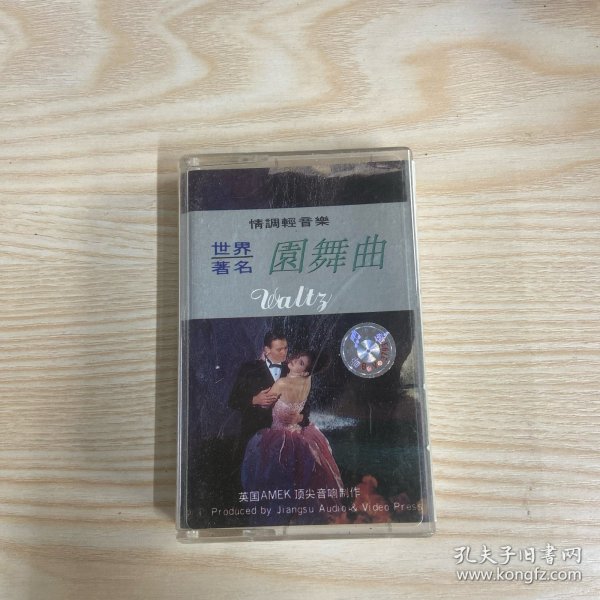 情調輕音樂
世界
著名
園舞曲
Waltz
英国AMEK顶尖音响制作
Produced by Jiangsu Audio & Video Press
孔夫子旧书网
www.kongfz.com